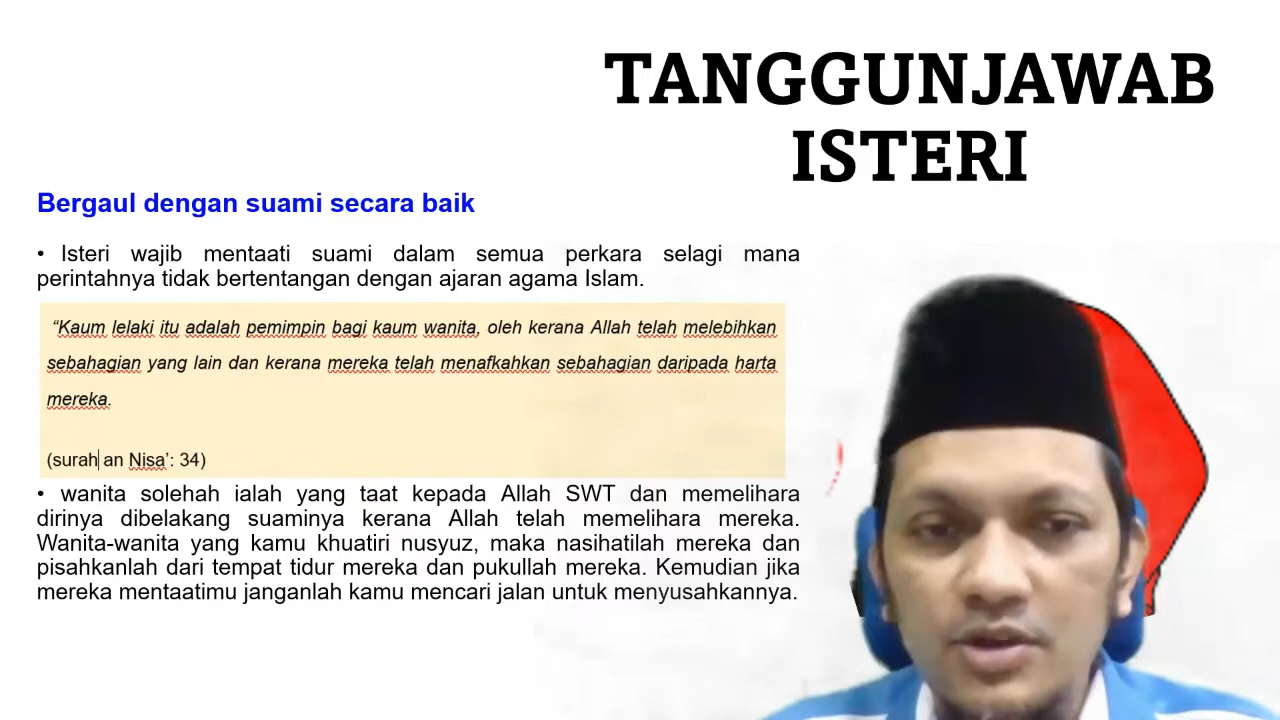 TANGGUNJAWAB
ISTERI
Bergaul dengan suami secara baik
• Isteri wajib mentaati suami dalam semua perkara selagi mana
perintahnya tidak bertentangan dengan ajaran agama Islam.
“Kaum lelaki itu adalah pemimpin bagi kaum wanita, oleh kerana Allah telah melebihkan
sebahagian yang lain dan kerana mereka telah menafkahkan sebahagian daripada harta
mereka.
(surah an Nisa’: 34)
• wanita solehah ialah yang taat kepada Allah SWT dan memelihara
dirinya dibelakang suaminya kerana Allah telah memelihara mereka.
Wanita-wanita yang kamu khuatiri nusyuz, maka nasihatilah mereka dan
pisahkanlah dari tempat tidur mereka dan pukullah mereka. Kemudian jika
mereka mentaatimu janganlah kamu mencari jalan untuk menyusahkannya.